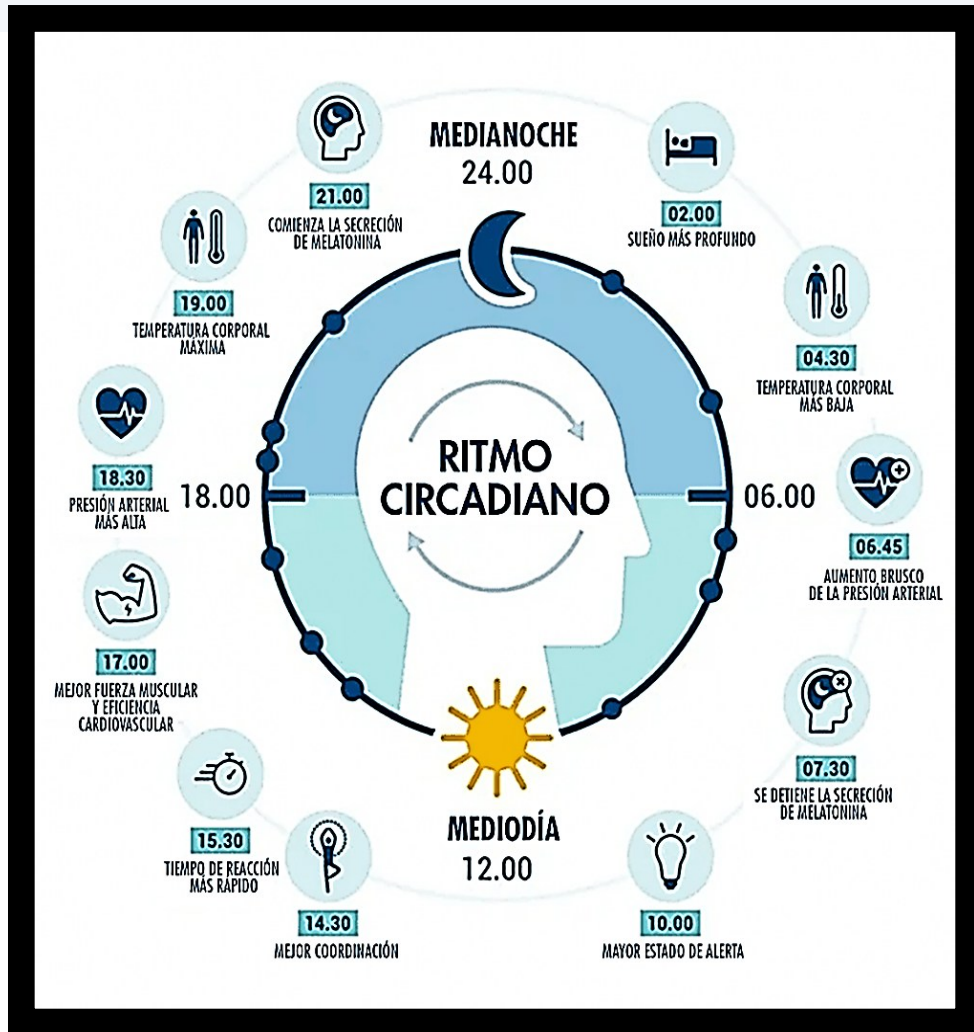 MEDIANOCHE
24.00
02.00
SUEÑO MÁS PROFUNDO
04.30
TEMPERATURA CORPORAL
MÁS BAJA
06.00
06.45
AUMENTO BRUSCO
DE LA PRESIÓN ARTERIAL
07.30
SE DETIENE LA SECRECIÓN
DE MELATONINA
10.00
MAYOR ESTADO DE ALERTA
MEDIODÍA
12.00
14.30
MEJOR COORDINACIÓN
15.30
TIEMPO DE REACCIÓN
MÁS RÁPIDO
17.00
MEJOR FUERZA MUSCULAR
Y EFICIENCIA
CARDIOVASCULAR
18.00
18.30
PRESIÓN ARTERIAL
MÁS ALTA
19.00
TEMPERATURA CORPORAL
MÁXIMA
21.00
COMIENZA LA SECRECIÓN
DE MELATONINA
RITMO
CIRCADIANO